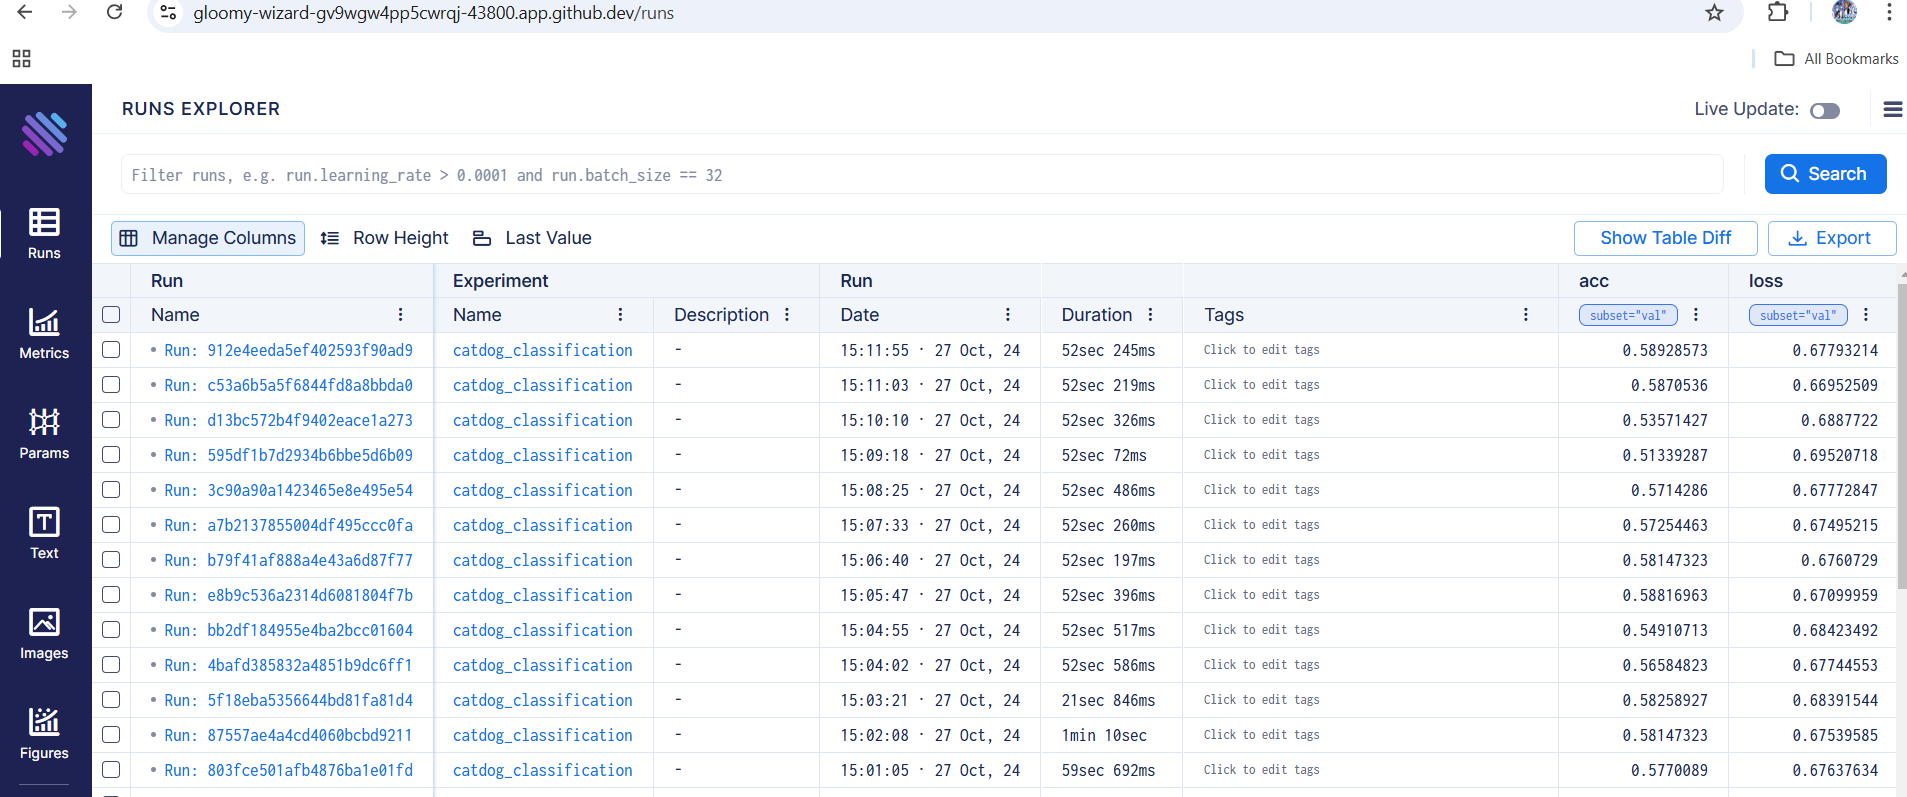 gloomy-wizard-gv9wgw4pp5cwrqj-43800.app.github.dev/runs
All Bookmarks
RUNS EXPLORER
Live Update:
Filter runs, e.g. run.learning_rate > 0.0001 and run.batch_size == 32
Search
Manage Columns Row Height Last Value Show Table Diff Export
Run Experiment Run acc loss
Name Name Description Date Duration Tags subset="val" subset="val"
Run: 912e4eeda5ef402593f90ad9 catdog_classification - 15:11:55 · 27 Oct, 24 52sec 245ms Click to edit tags 0.58928573 0.67793214
Run: c53a6b5a5f6844fd8a8bbda0 catdog_classification - 15:11:03 · 27 Oct, 24 52sec 219ms Click to edit tags 0.5870536 0.66952509
Run: d13bc572b4f9402eace1a273 catdog_classification - 15:10:10 · 27 Oct, 24 52sec 326ms Click to edit tags 0.53571427 0.6887722
Run: 595df1b7d2934b6bbe5d6b09 catdog_classification - 15:09:18 · 27 Oct, 24 52sec 72ms Click to edit tags 0.51339287 0.69520718
Run: 3c90a90a1423465e8e495e54 catdog_classification - 15:08:25 · 27 Oct, 24 52sec 486ms Click to edit tags 0.5714286 0.67772847
Run: a7b2137855004df495ccc0fa catdog_classification - 15:07:33 · 27 Oct, 24 52sec 260ms Click to edit tags 0.57254463 0.67495215
Run: b79f41af888a4e43a6d87f77 catdog_classification - 15:06:40 · 27 Oct, 24 52sec 197ms Click to edit tags 0.58147323 0.6760729
Run: e8b9c536a2314d6081804f7b catdog_classification - 15:05:47 · 27 Oct, 24 52sec 396ms Click to edit tags 0.58816963 0.67099959
Run: bb2df184955e4ba2bcc01604 catdog_classification - 15:04:55 · 27 Oct, 24 52sec 517ms Click to edit tags 0.54910713 0.68423492
Run: 4bafd385832a4851b9dc6ff1 catdog_classification - 15:04:02 · 27 Oct, 24 52sec 586ms Click to edit tags 0.56584823 0.67744553
Run: 5f18eba5356644bd81fa81d4 catdog_classification - 15:03:21 · 27 Oct, 24 21sec 846ms Click to edit tags 0.58258927 0.68391544
Run: 87557ae4a4cd4060bcbd9211 catdog_classification - 15:02:08 · 27 Oct, 24 1min 10sec Click to edit tags 0.58147323 0.67539585
Run: 803fce501afb4876ba1e01fd catdog_classification - 15:01:05 · 27 Oct, 24 59sec 692ms Click to edit tags 0.5770089 0.67637634
Runs
Metrics
Params
Text
Images
Figures